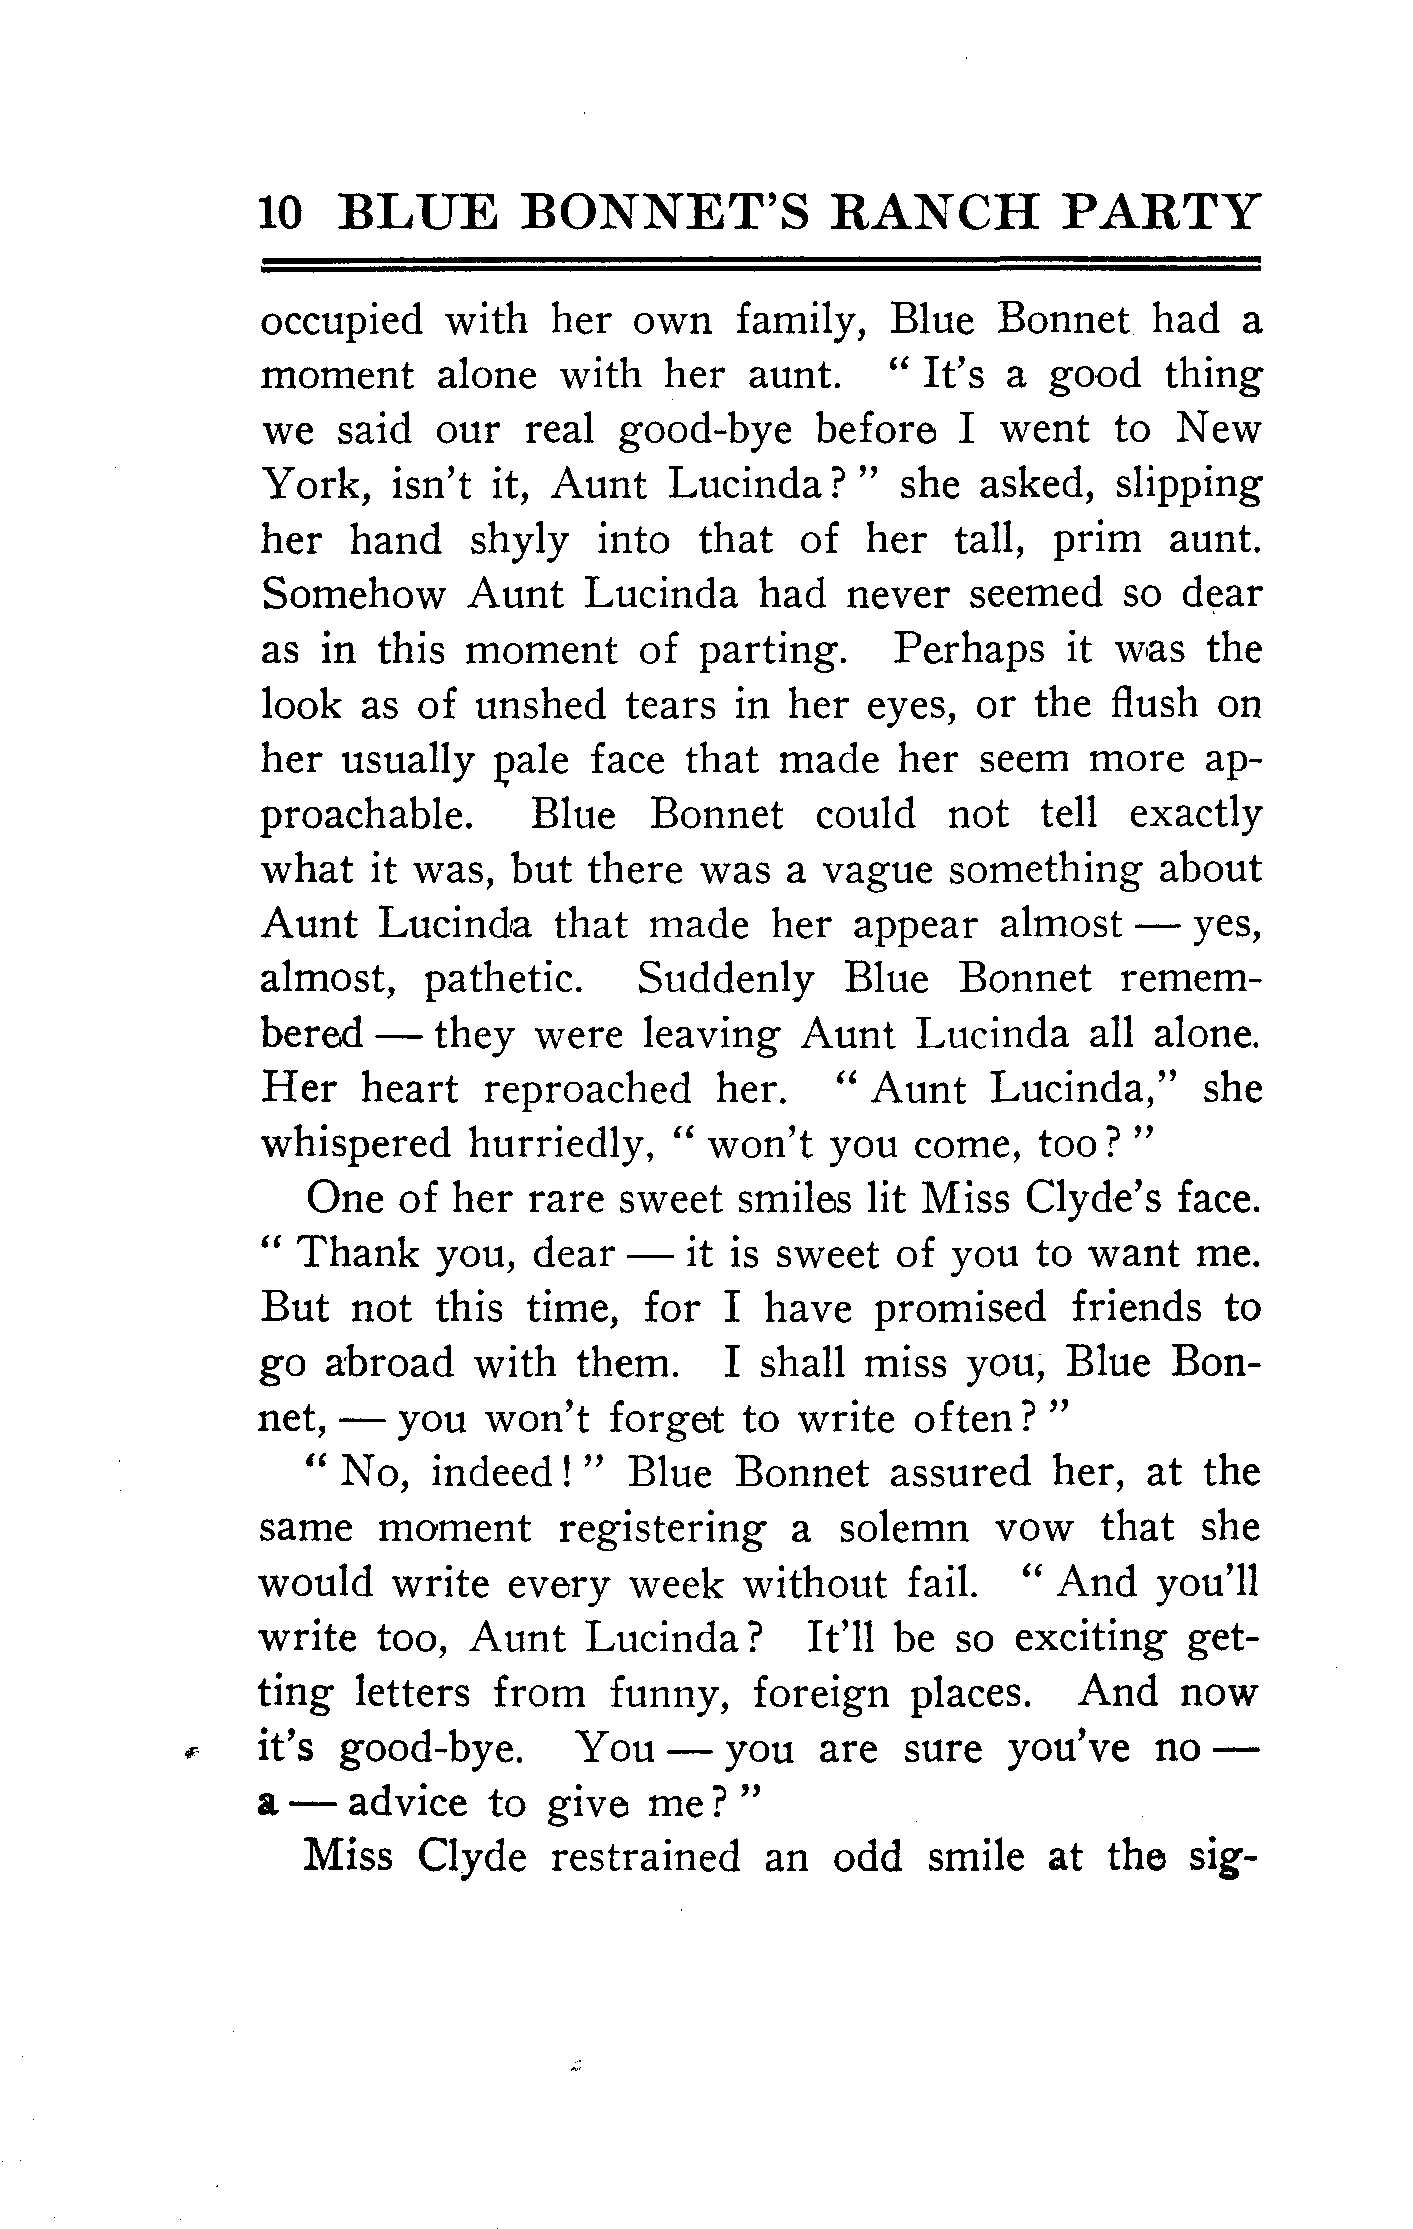 10 BLUE BONNET'S RANCH PARTY
occupied with her own family, Blue Bonnet had a
moment alone with her aunt. " It's a good thing
we said our real good-bye before I went to New
York, isn't it, Aunt Lucinda? " she asked, slipping
her hand shyly into that of her tall, prim aunt.
Somehow Aunt Lucinda had never seemed so dear
as in this moment of parting. Perhaps it was the
look as of unshed tears in her eyes, or the flush on
her usually pale face that made her seem more ap-
proachable. Blue Bonnet could not tell exactly
what it was, but there was a vague something about
Aunt Lucinda that made her appear almost — yes,
almost, pathetic. Suddenly Blue Bonnet remem-
bered — they were leaving Aunt Lucinda all alone.
Her heart reproached her. " Aunt Lucinda," she
whispered hurriedly, " won't you come, too? "
One of her rare sweet smiles lit Miss Clyde's face.
" Thank you, dear — it is sweet of you to want me.
But not this time, for I have promised friends to
go abroad with them. I shall miss you, Blue Bon-
net, — you won't forget to write often? "
" No, indeed! " Blue Bonnet assured her, at the
same moment registering a solemn vow that she
would write every week without fail. " And you'll
write too, Aunt Lucinda? It'll be so exciting get-
ting letters from funny, foreign places. And now
it's good-bye. You — you are sure you've no —
a — advice to give me? "
Miss Clyde restrained an odd smile at the sig-